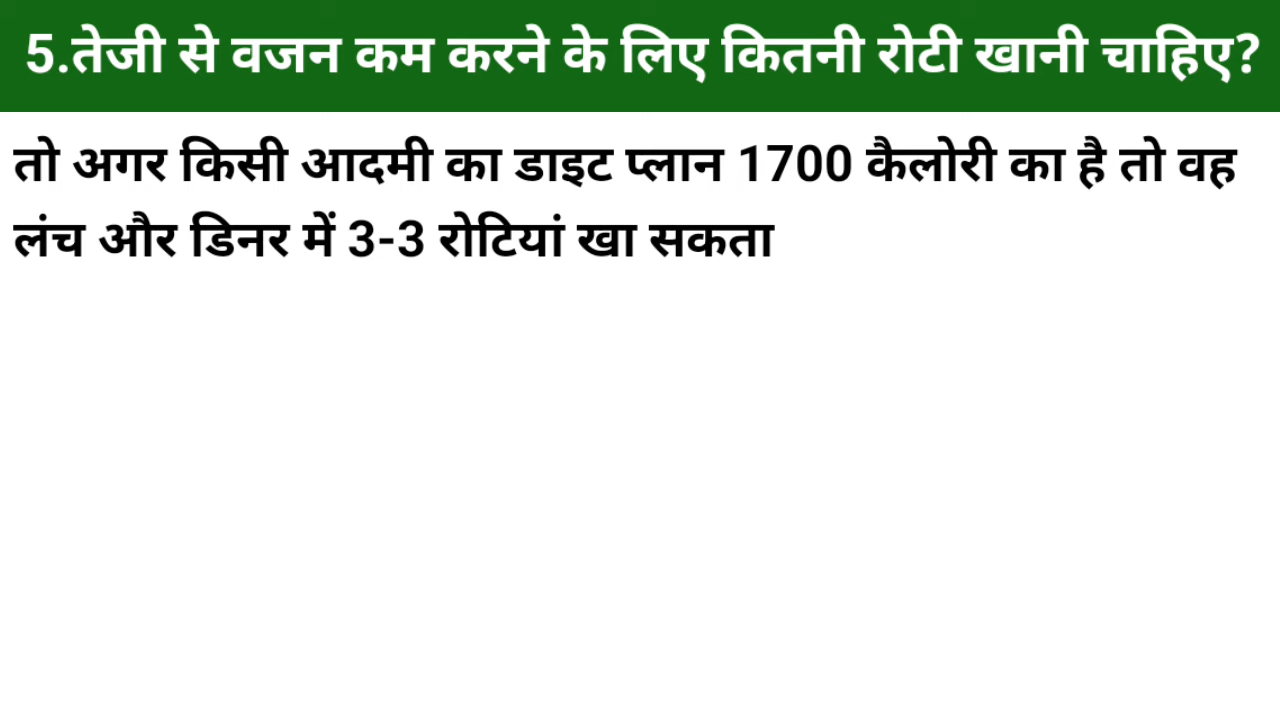 5.तेजी से वजन कम करने के लिए कितनी रोटी खानी चाहिए?
तो अगर किसी आदमी का डाइट प्लान 1700 कैलोरी का है तो वह
लंच और डिनर में 3-3 रोटियां खा सकता